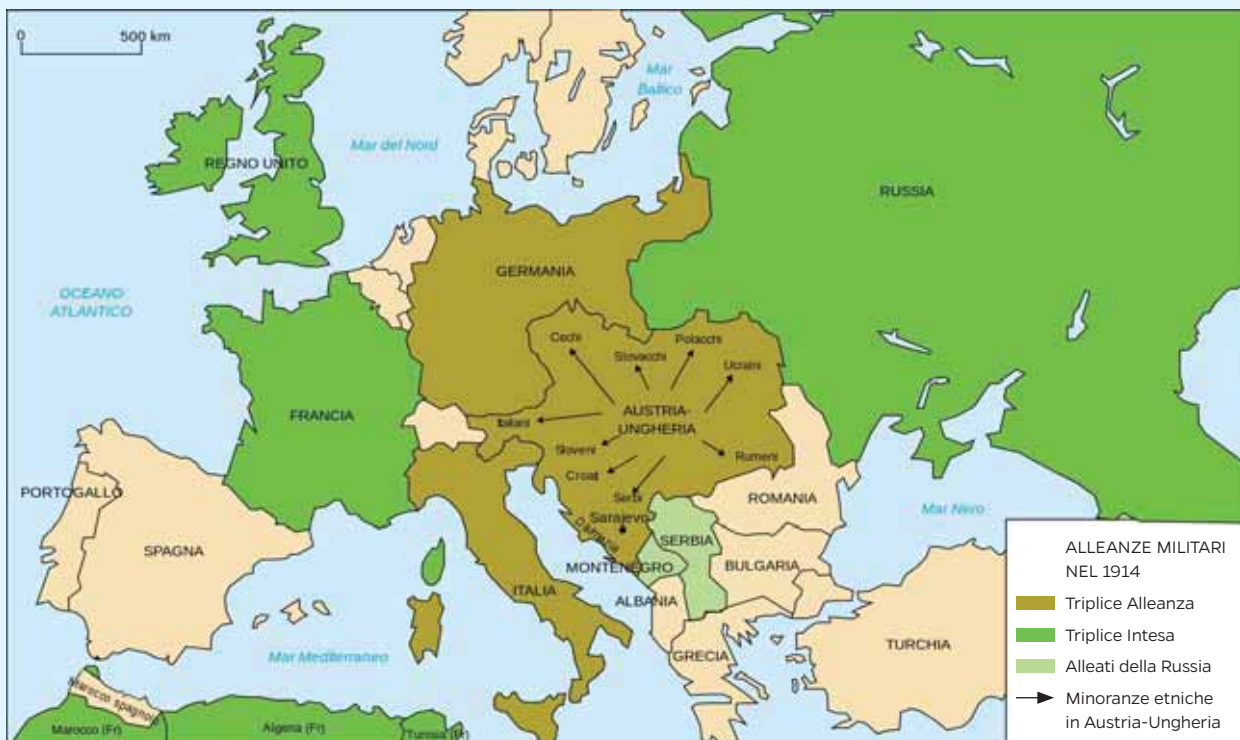 0
500 km
Mar
Baltico
Mar del Nord
REGNO UNITO
RUSSIA
GERMANIA
OCEANO
ATLANTICO
Cechi
Slovacchi
Polacchi
Ucraini
FRANCIA
AUSTRIA-
UNGHERIA
Italiani
Sloveni
Croati
Rumeni
Serbi
Sarajevo
Dalmazia
PORTOGALLO
SPAGNA
ROMANIA
Mar Nero
SERBIA
MONTENEGRO
BULGARIA
ITALIA
ALBANIA
GRECIA
TURCHIA
Mar Mediterraneo
Marocco spagnolo
Marocco (Fr)
Algeria (Fr)
Tunisia (Fr)
ALLEANZE MILITARI
NEL 1914
Triplice Alleanza
Triplice Intesa
Alleati della Russia
Minoranze etniche
in Austria-Ungheria